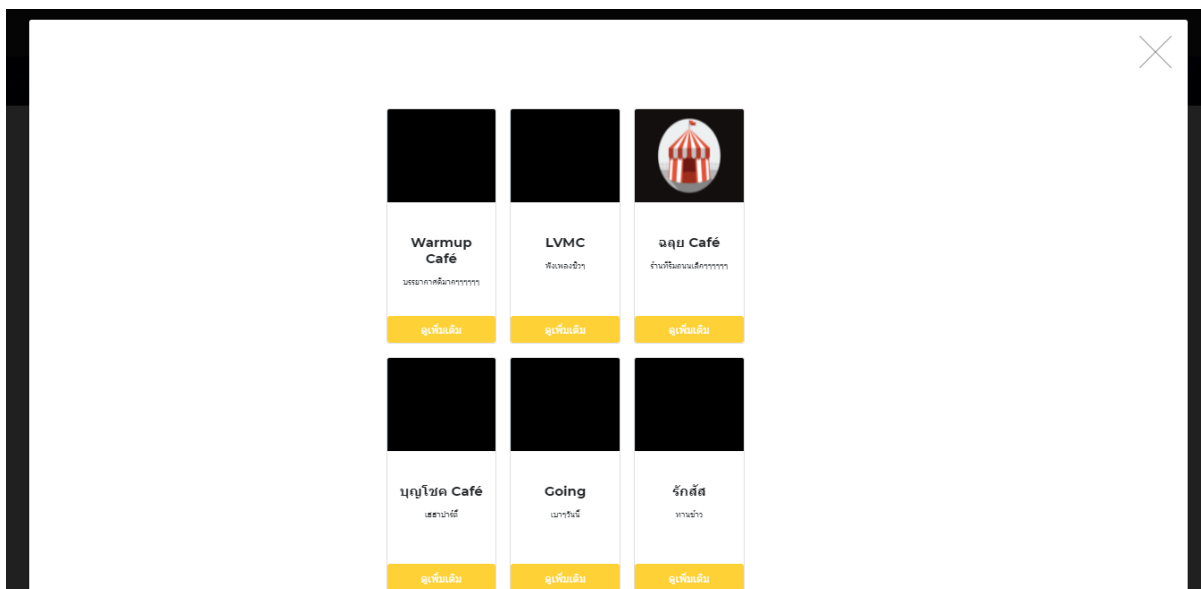 Warmup
Café
บรรยากาศดีมากๆๆๆๆๆๆ
ดูเพิ่มเติม
LVMC
ฟังเพลงชิวๆ
ดูเพิ่มเติม
ฉลุย Café
ร้านที่ริมถนนเล็กๆๆๆๆๆๆ
ดูเพิ่มเติม
บุญโชค Café
เฮฮาปาร์ตี้
ดูเพิ่มเติม
Going
เมาๆวันนี้
ดูเพิ่มเติม
รักสัส
ทานข้าว
ดูเพิ่มเติม